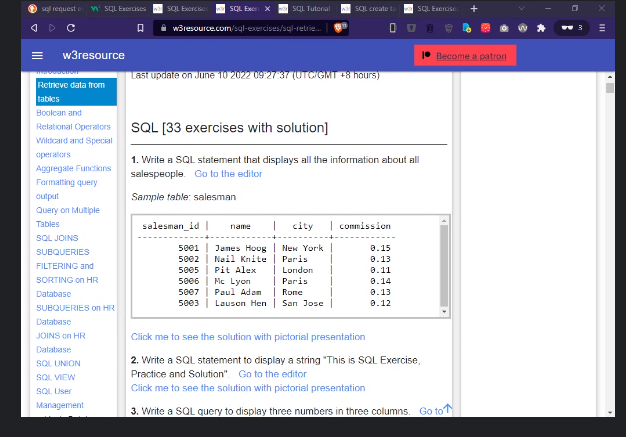 sql request o
SQL Exercises
SQL Exercises
SQL Exerc
SQL Tutorial
SQL create ta
SQL Exercise
w3resource.com/sql-exercises/sql-retrie...
3
w3resource
Become a patron
Introduction
Retrieve data from
tables
Boolean and
Relational Operators
Wildcard and Special
operators
Aggregate Functions
Formatting query
output
Query on Multiple
Tables
SQL JOINS
SUBQUERIES
FILTERING and
SORTING on HR
Database
SUBQUERIES on HR
Database
JOINS on HR
Database
SQL UNION
SQL VIEW
SQL User
Management
Last update on June 10 2022 09:27:37 (UTC/GMT +8 hours)
SQL [33 exercises with solution]
1. Write a SQL statement that displays all the information about all
salespeople. Go to the editor
Sample table: salesman
salesman_id | name | city | commission
5001 | James Hoog | New York | 0.15
5002 | Nail Knite | Paris | 0.13
5005 | Pit Alex | London | 0.11
5006 | Mc Lyon | Paris | 0.14
5007 | Paul Adam | Rome | 0.13
5003 | Lauson Hen | San Jose | 0.12
Click me to see the solution with pictorial presentation
2. Write a SQL statement to display a string "This is SQL Exercise,
Practice and Solution". Go to the editor
Click me to see the solution with pictorial presentation
3. Write a SQL query to display three numbers in three columns. Go to